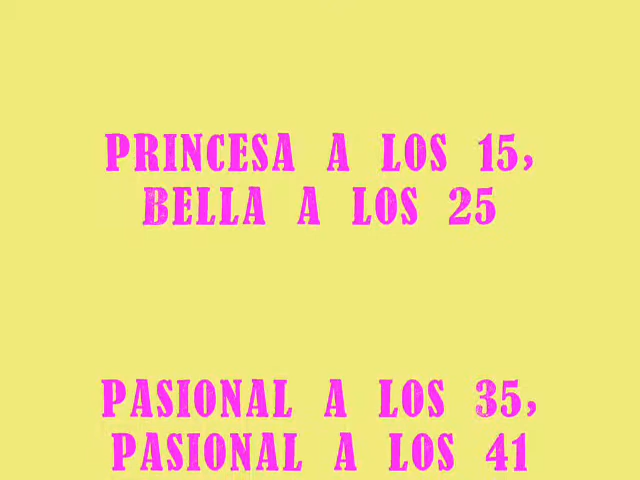 PRINCESA A LOS 15,
BELLA A LOS 25
PASIONAL A LOS 35,
PASIONAL A LOS 41